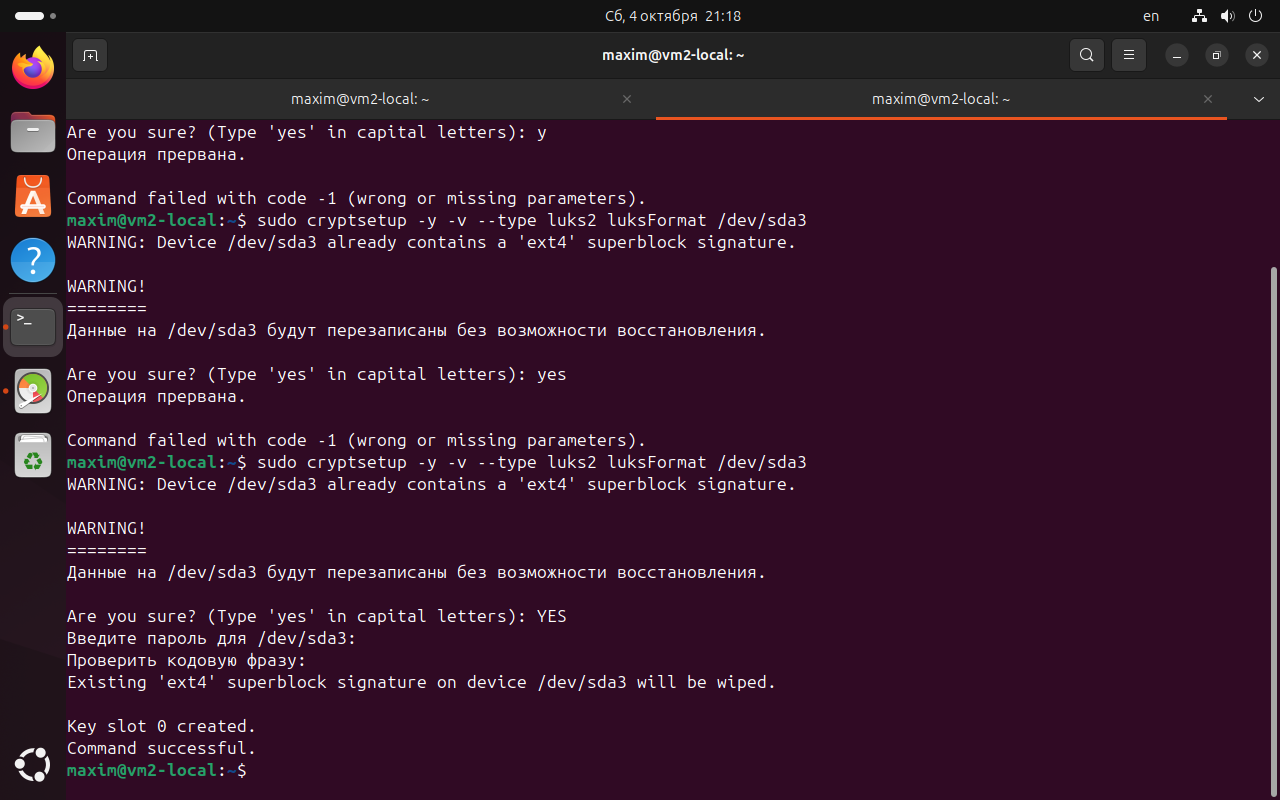 Сб, 4 октября 21:18
en
maxim@vm2-local: ~
maxim@vm2-local: ~
maxim@vm2-local: ~
Are you sure? (Type 'yes' in capital letters): y
Операция прервана.
Command failed with code -1 (wrong or missing parameters).
maxim@vm2-local:~$ sudo cryptsetup -y -v --type luks2 luksFormat /dev/sda3
WARNING: Device /dev/sda3 already contains a 'ext4' superblock signature.
WARNING!
========
Данные на /dev/sda3 будут перезаписаны без возможности восстановления.
Are you sure? (Type 'yes' in capital letters): yes
Операция прервана.
Command failed with code -1 (wrong or missing parameters).
maxim@vm2-local:~$ sudo cryptsetup -y -v --type luks2 luksFormat /dev/sda3
WARNING: Device /dev/sda3 already contains a 'ext4' superblock signature.
WARNING!
========
Данные на /dev/sda3 будут перезаписаны без возможности восстановления.
Are you sure? (Type 'yes' in capital letters): YES
Введите пароль для /dev/sda3:
Проверить кодовую фразу:
Existing 'ext4' superblock signature on device /dev/sda3 will be wiped.
Key slot 0 created.
Command successful.
maxim@vm2-local:~$